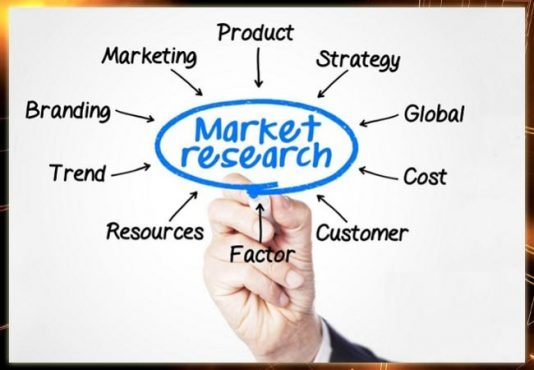 Product
Marketing
Strategy
Branding
Global
Market
research
Trend
Cost
Resources
Customer
Factor